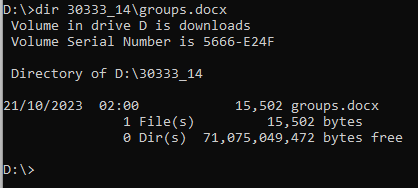 D:\>dir 30333_14\groups.docx
 Volume in drive D is downloads
 Volume Serial Number is 5666-E24F

 Directory of D:\30333_14

21/10/2023  02:00            15,502 groups.docx
               1 File(s)         15,502 bytes
               0 Dir(s)  71,075,049,472 bytes free

D:\>